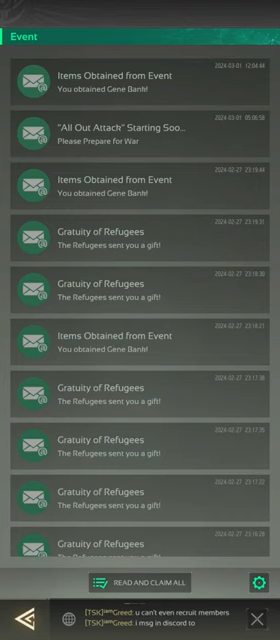 Event
2024-03-01 12:04:44
Items Obtained from Event
You obtained Gene Bank!
2024-03-01 05:06:58
"All Out Attack" Starting Soo...
Please Prepare for War
2024-02-27 23:19:44
Items Obtained from Event
You obtained Gene Bank!
2024-02-27 23:19:31
Gratuity of Refugees
The Refugees sent you a gift!
2024-02-27 23:18:30
Gratuity of Refugees
The Refugees sent you a gift!
2024-02-27 23:18:21
Items Obtained from Event
You obtained Gene Bank!
2024-02-27 23:17:38
Gratuity of Refugees
The Refugees sent you a gift!
2024-02-27 23:17:35
Gratuity of Refugees
The Refugees sent you a gift!
2024-02-27 23:17:22
Gratuity of Refugees
The Refugees sent you a gift!
2024-02-27 23:16:28
Gratuity of Refugees
READ AND CLAIM ALL
[TSK]ᶦᵃᵐGreed: u can't even recruit members
[TSK]ᶦᵃᵐGreed: i msg in discord to